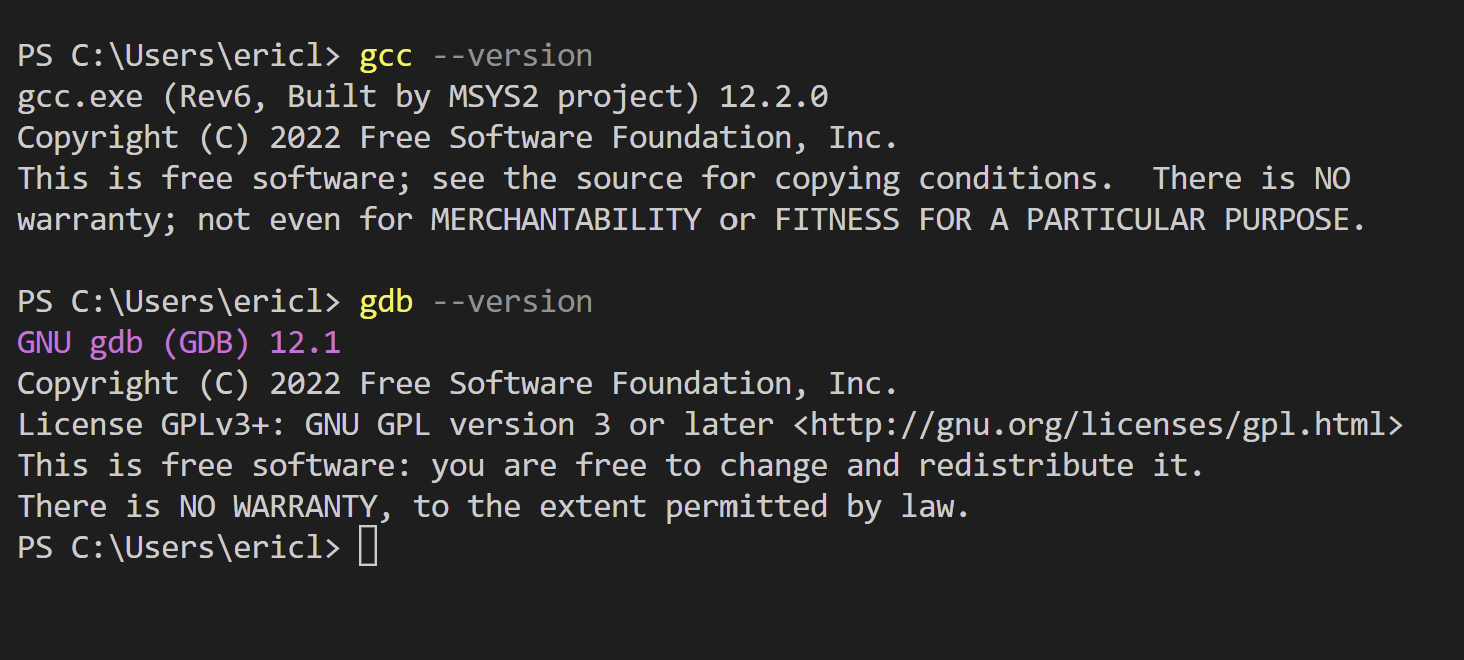 PS C:\Users\ericl> gcc --version
gcc.exe (Rev6, Built by MSYS2 project) 12.2.0
Copyright (C) 2022 Free Software Foundation, Inc.
This is free software; see the source for copying conditions.  There is NO
warranty; not even for MERCHANTABILITY or FITNESS FOR A PARTICULAR PURPOSE.

PS C:\Users\ericl> gdb --version
GNU gdb (GDB) 12.1
Copyright (C) 2022 Free Software Foundation, Inc.
License GPLv3+: GNU GPL version 3 or later <http://gnu.org/licenses/gpl.html>
This is free software: you are free to change and redistribute it.
There is NO WARRANTY, to the extent permitted by law.
PS C:\Users\ericl>